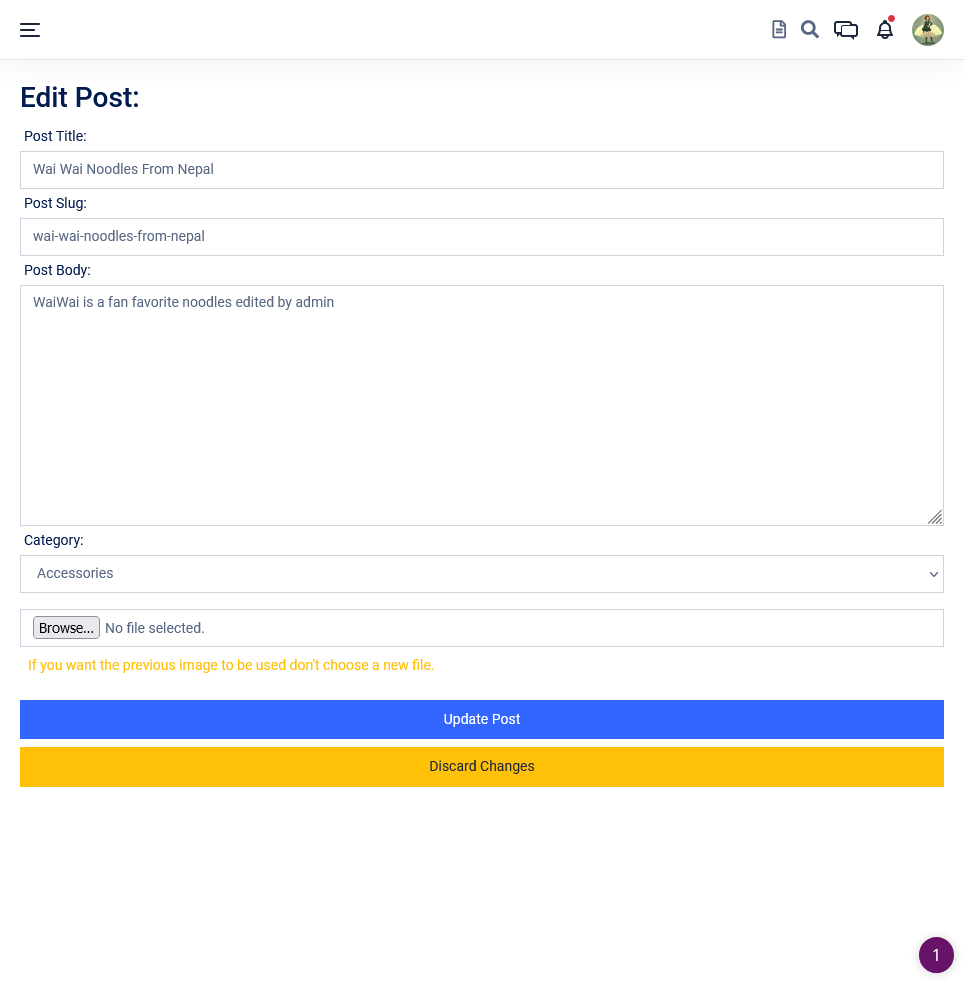 Edit Post:
Post Title:
Wai Wai Noodles From Nepal
Post Slug:
wai-wai-noodles-from-nepal
Post Body:
WaiWai is a fan favorite noodles edited by admin
Category:
Accessories
Browse... No file selected.
If you want the previous image to be used don't choose a new file.
Update Post
Discard Changes
1